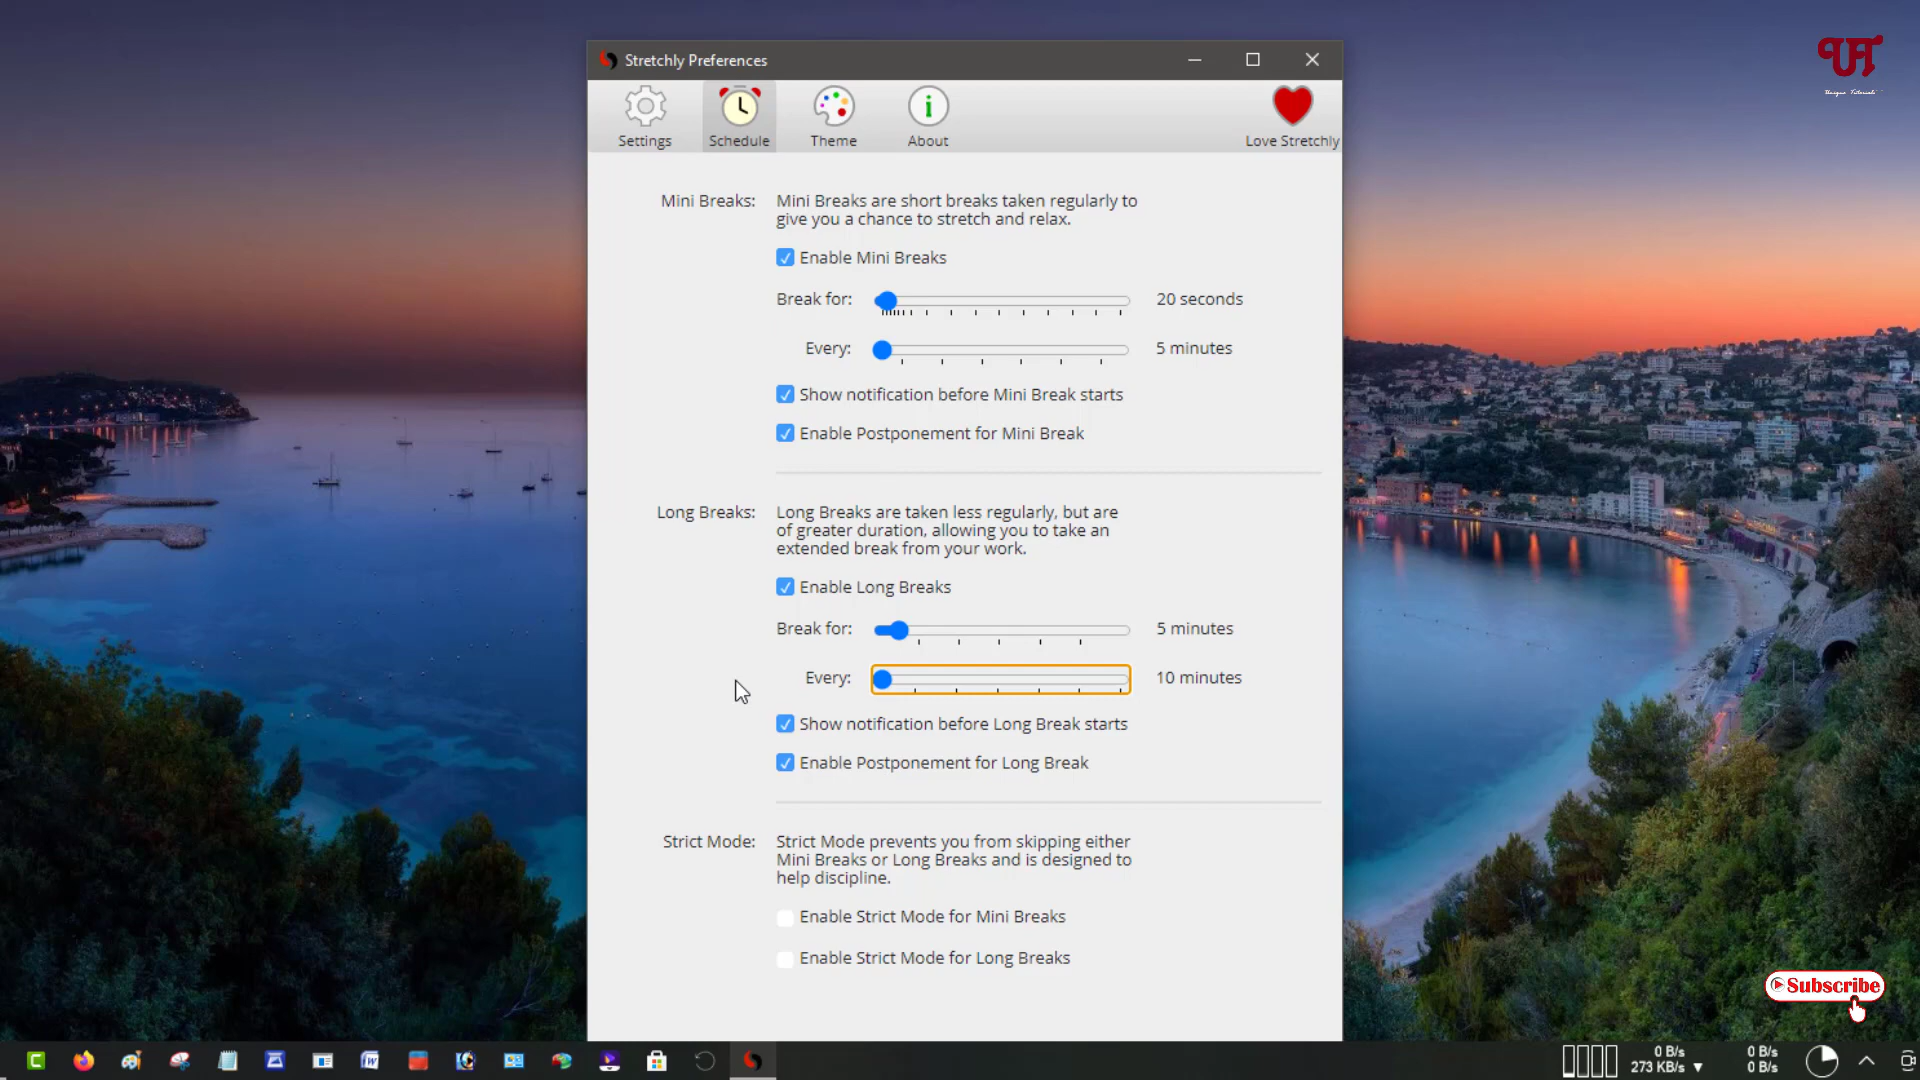 Stretchly Preferences
Settings
Schedule
Theme
About
Love Stretchly
Mini Breaks:
Mini Breaks are short breaks taken regularly to
give you a chance to stretch and relax.
Enable Mini Breaks
Break for:
20 seconds
Every:
5 minutes
Show notification before Mini Break starts
Enable Postponement for Mini Break
Long Breaks:
Long Breaks are taken less regularly, but are
of greater duration, allowing you to take an
extended break from your work.
Enable Long Breaks
Break for:
5 minutes
Every:
10 minutes
Show notification before Long Break starts
Enable Postponement for Long Break
Strict Mode:
Strict Mode prevents you from skipping either
Mini Breaks or Long Breaks and is designed to
help discipline.
Enable Strict Mode for Mini Breaks
Enable Strict Mode for Long Breaks
UT
Unique Tutorials
Subscribe
0 B/s
273 KB/s
0 B/s
0 B/s